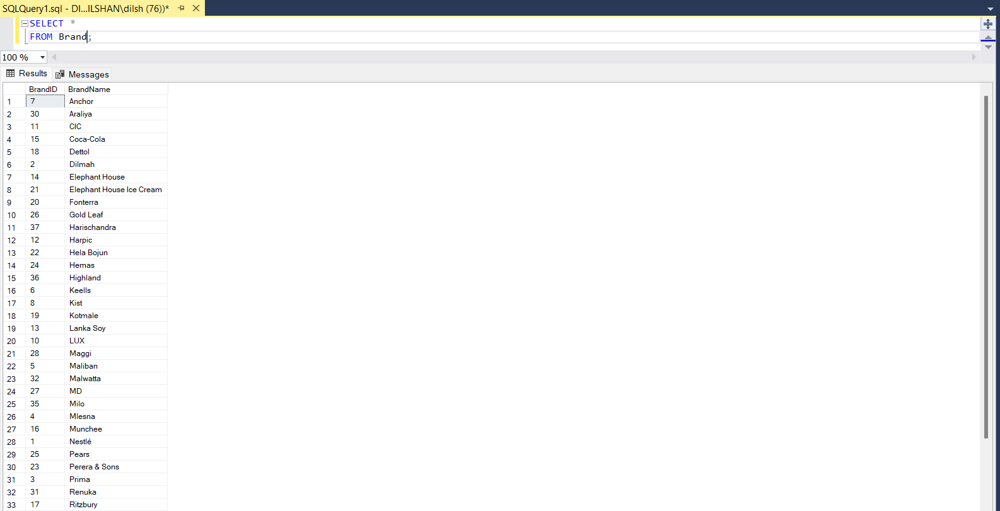 SQLQuery1.sql - DI...ILSHAN\dilsh (76))*
SELECT *
FROM Brand;
100 %
Results Messages
BrandID BrandName
1 7 Anchor
2 30 Araliya
3 11 CIC
4 15 Coca-Cola
5 18 Dettol
6 2 Dilmah
7 14 Elephant House
8 21 Elephant House Ice Cream
9 20 Fonterra
10 26 Gold Leaf
11 37 Harischandra
12 12 Harpic
13 22 Hela Bojun
14 24 Hemas
15 36 Highland
16 6 Keells
17 8 Kist
18 19 Kotmale
19 13 Lanka Soy
20 10 LUX
21 28 Maggi
22 5 Maliban
23 32 Malwatta
24 27 MD
25 35 Milo
26 4 Mlesna
27 16 Munchee
28 1 Nestlé
29 25 Pears
30 23 Perera & Sons
31 3 Prima
32 31 Renuka
33 17 Ritzbury